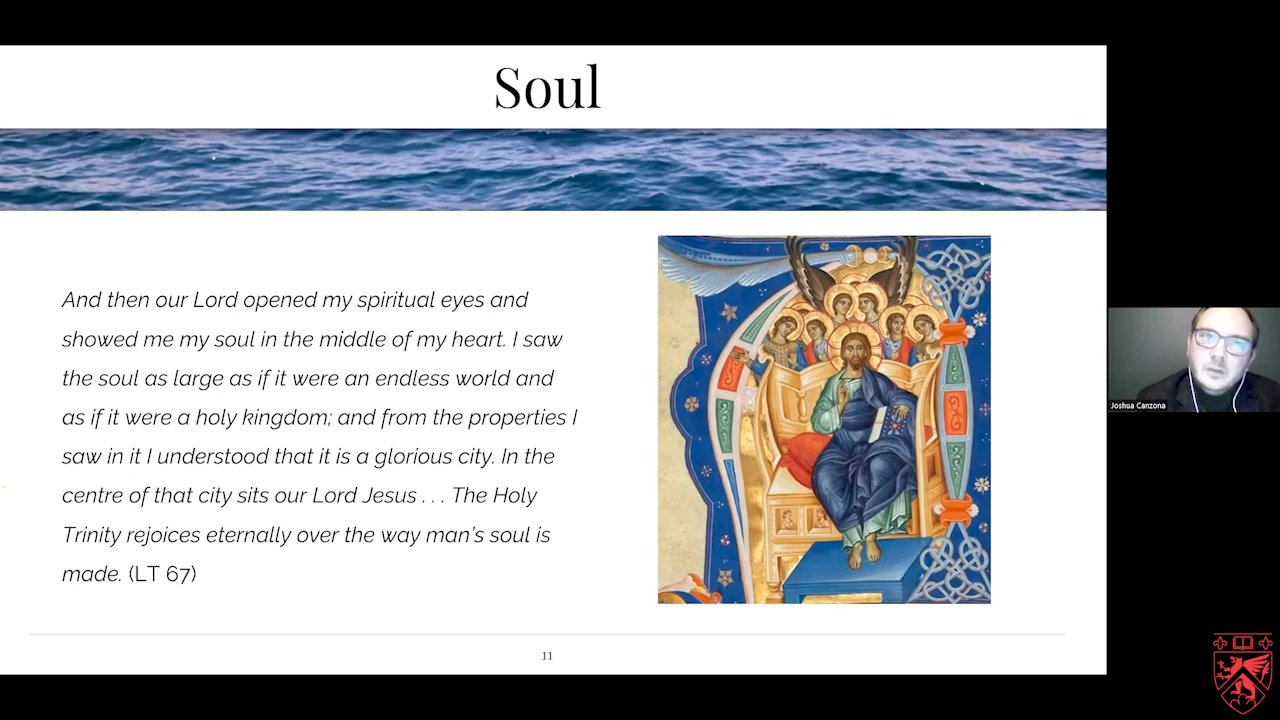 Soul
And then our Lord opened my spiritual eyes and
showed me my soul in the middle of my heart. I saw
the soul as large as if it were an endless world and
as if it were a holy kingdom; and from the properties I
saw in it I understood that it is a glorious city. In the
centre of that city sits our Lord Jesus . . . The Holy
Trinity rejoices eternally over the way man's soul is
made. (LT 67)
11
Joshua Canzona